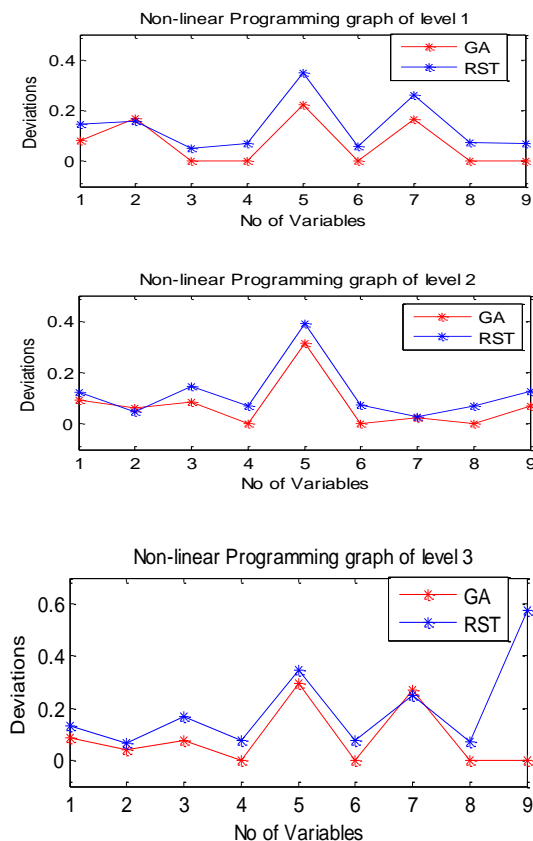 Non-linear Programming graph of level 1
GA
RST
Deviations
0.4
0.2
0
1 2 3 4 5 6 7 8 9
No of Variables
Non-linear Programming graph of level 2
GA
RST
Deviations
0.4
0.2
0
1 2 3 4 5 6 7 8 9
No of Variables
Non-linear Programming graph of level 3
GA
RST
Deviations
0.6
0.4
0.2
0
1 2 3 4 5 6 7 8 9
No of Variables